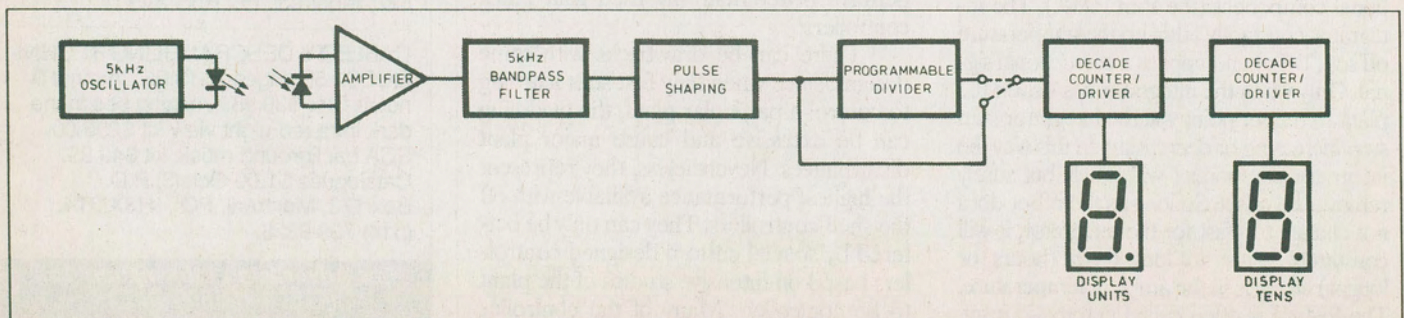 5kHz
OSCILLATOR
AMPLIFIER
5kHz
BANDPASS
FILTER
PULSE
SHAPING
PROGRAMMABLE
DIVIDER
DECADE
COUNTER/
DRIVER
DECADE
COUNTER/
DRIVER
DISPLAY
UNITS
DISPLAY
TENS